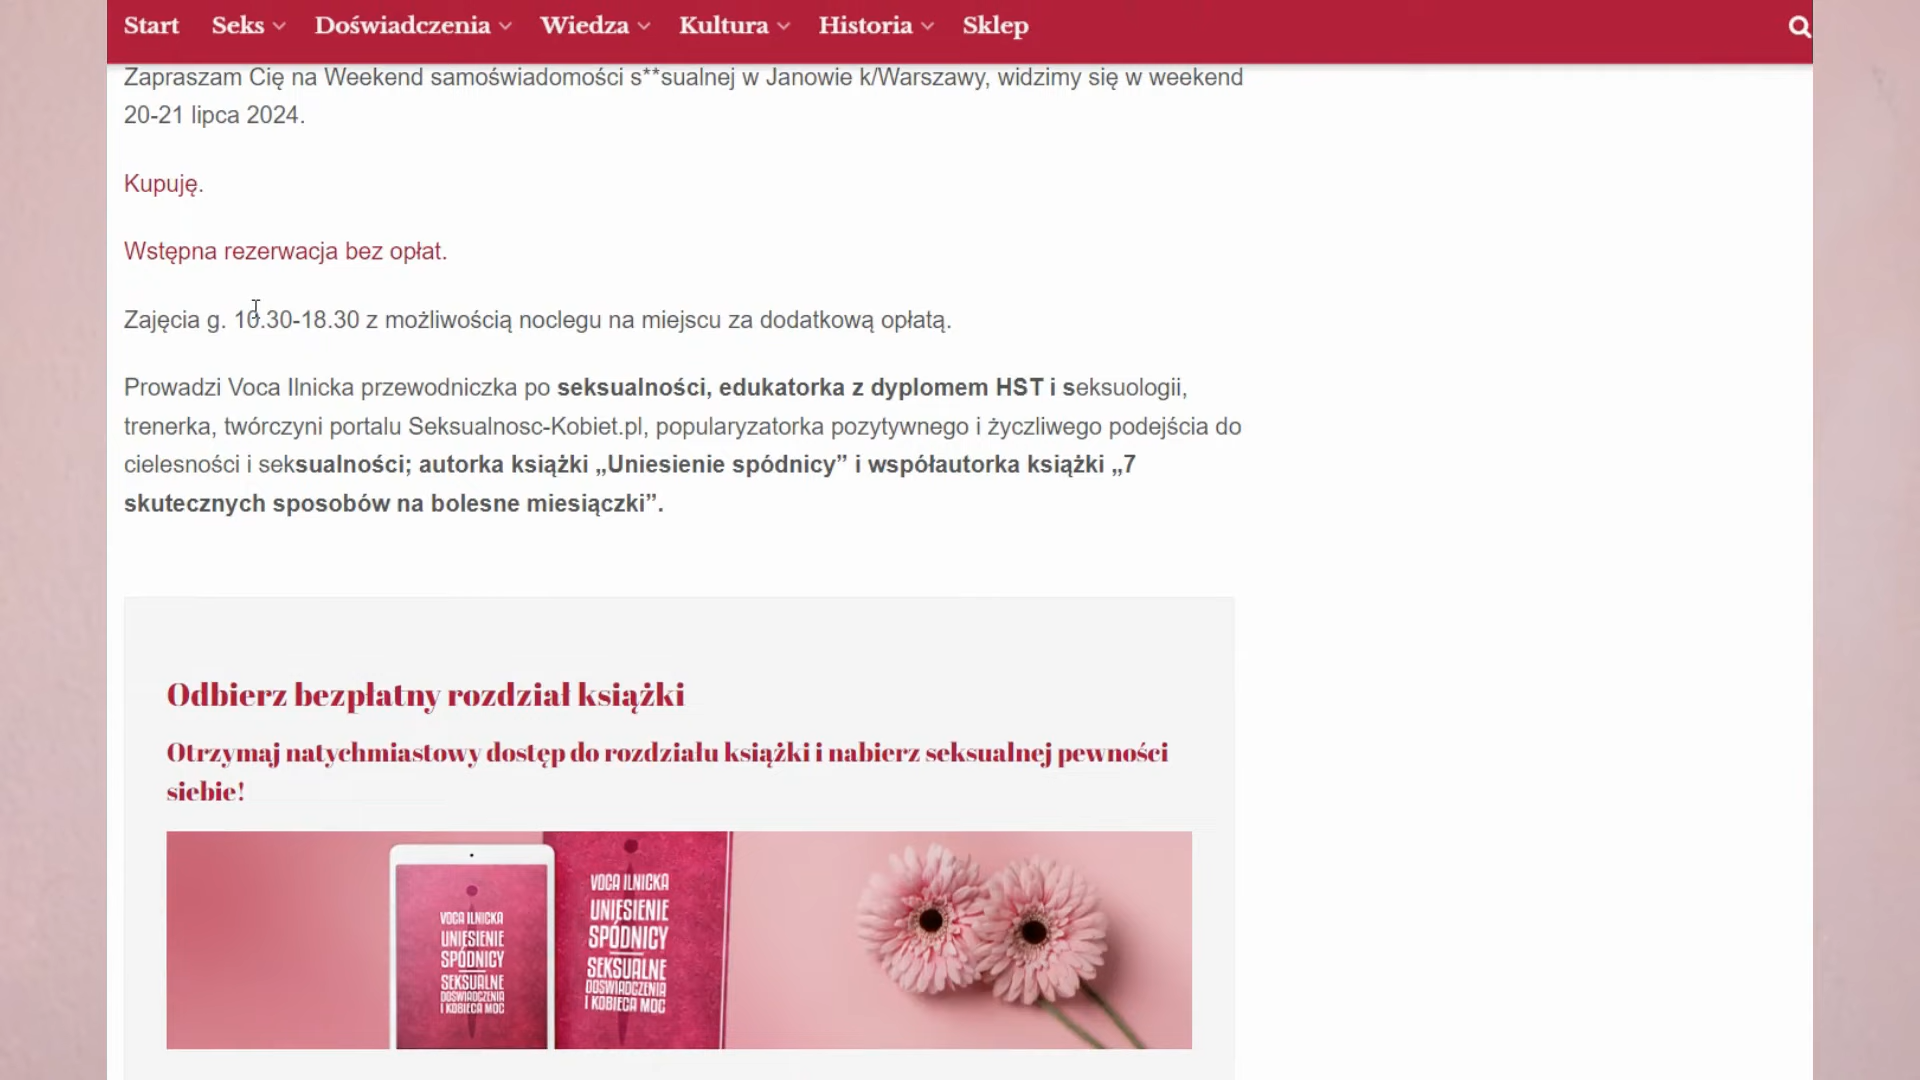 Start Seks Doświadczenia Wiedza Kultura Historia Sklep
Zapraszam Cię na Weekend samoświadomości s**sualnej w Janowie k/Warszawy, widzimy się w weekend
20-21 lipca 2024.
Kupuję.
Wstępna rezerwacja bez opłat.
Zajęcia g. 10.30-18.30 z możliwością noclegu na miejscu za dodatkową opłatą.
Prowadzi Voca Ilnicka przewodniczka po seksualności, edukatorka z dyplomem HST i seksuologii,
trenerka, twórczyni portalu Seksualnosc-Kobiet.pl, popularyzatorka pozytywnego i życzliwego podejścia do
cielesności i seksualności; autorka książki „Uniesienie spódnicy” i współautorka książki „7
skutecznych sposobów na bolesne miesiączki”.
Odbierz bezpłatny rozdział książki
Otrzymaj natychmiastowy dostęp do rozdziału książki i nabierz seksualnej pewności
siebie!
VOCA ILNICKA
UNIESIENIE
SPÓDNICY
SEKSUALNE
DOŚWIADCZENIA
I KOBIECA MOC
VOCA ILNICKA
UNIESIENIE
SPÓDNICY
SEKSUALNE
DOŚWIADCZENIA
I KOBIECA MOC